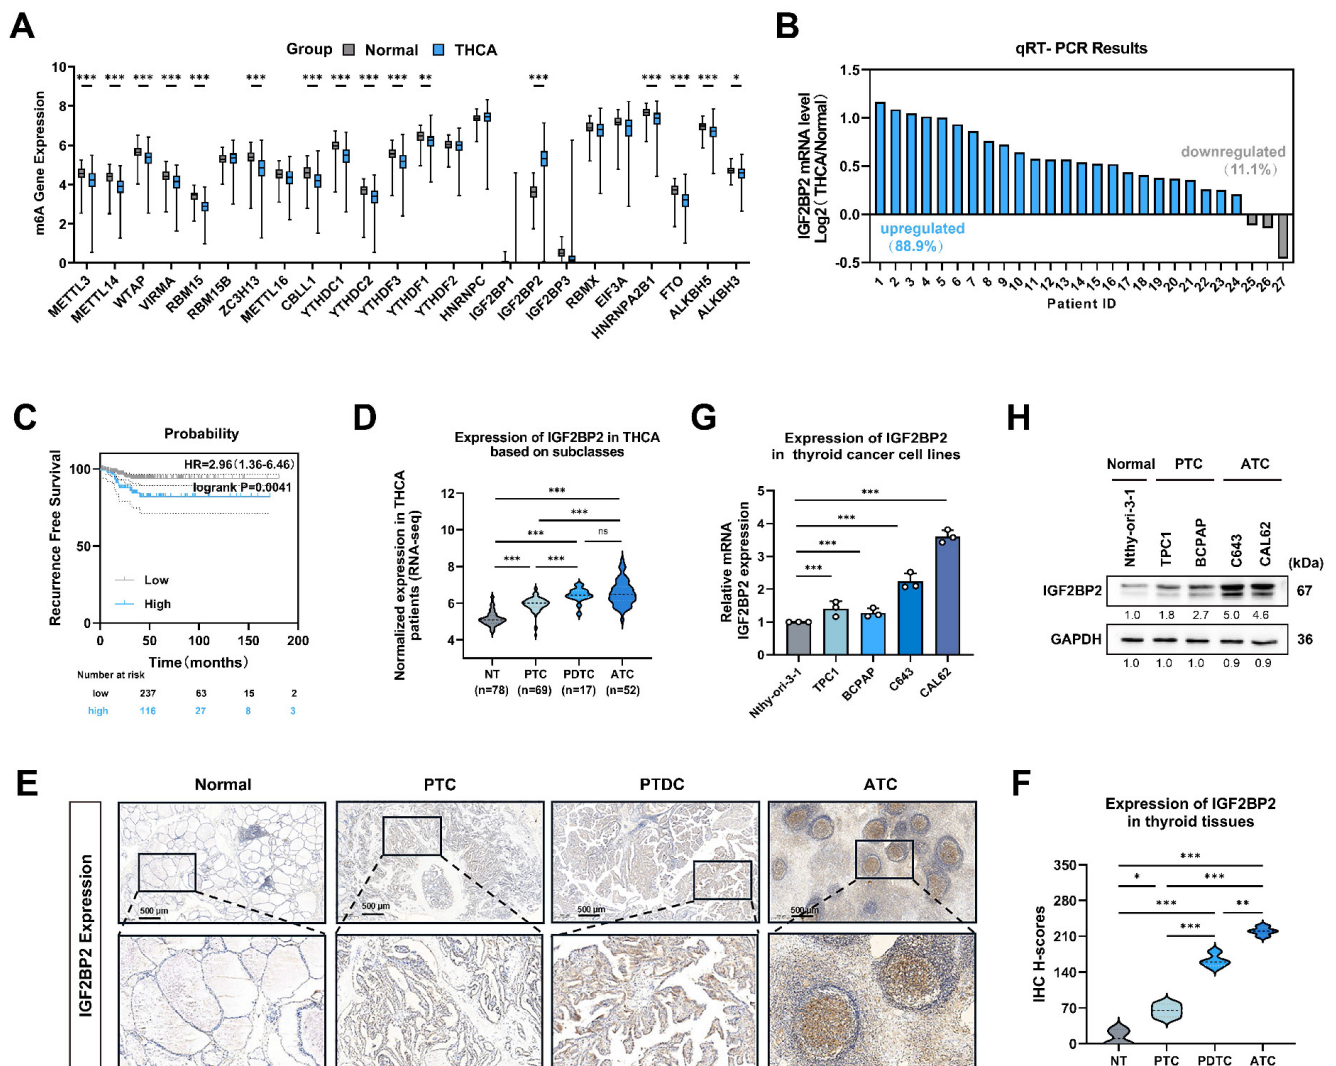 A
Group Normal THCA
m6A Gene Expression
10
8
6
4
2
0
*** *** *** *** *** *** *** *** *** *** ** *** *** *** *** *
METTL3
METTL14
WTAP
VIRMA
RBM15
RBM15B
ZC3H13
METTL16
CBLL1
YTHDC1
YTHDC2
YTHDF3
YTHDF1
YTHDF2
HNRNPC
IGF2BP1
IGF2BP2
IGF2BP3
RBMX
EIF3A
HNRNPA2B1
FTO
ALKBH5
ALKBH3
B
qRT- PCR Results
IGF2BP2 mRNA level
Log2（THCA/Normal）
1.5
1.0
0.5
0.0
-0.5
downregulated
（11.1%）
upregulated
（88.9%）
1 2 3 4 5 6 7 8 9 10 11 12 13 14 15 16 17 18 19 20 21 22 23 24 25 26 27
Patient ID
C
Probability
Recurrence Free Survival
100
50
0
HR=2.96（1.36-6.46）
logrank P=0.0041
Low
High
0 50 100 150 200
Time（months）
Number at risk
low 237 63 15 2
high 116 27 8 3
D
Expression of IGF2BP2 in THCA
based on subclasses
Normalized expression in THCA
patients (RNA-seq)
12
10
8
6
4
***
***
***
ns
*** ***
NT PTC PDTC ATC
(n=78) (n=69) (n=17) (n=52)
G
Expression of IGF2BP2
in thyroid cancer cell lines
Relative mRNA
IGF2BP2 expression
5
4
3
2
1
0
***
***
***
***
Nthy-ori-3-1
TPC1
BCPAP
C643
CAL62
H
Normal PTC ATC
Nthy-ori-3-1
TPC1
BCPAP
C643
CAL62
(kDa)
IGF2BP2 67
1.0 1.8 2.7 5.0 4.6
GAPDH 36
1.0 1.0 1.0 0.9 0.9
E
Normal PTC PTDC ATC
IGF2BP2 Expression
500 μm
500 μm
500 μm
500 μm
F
Expression of IGF2BP2
in thyroid tissues
IHC H-scores
350
280
210
140
70
0
***
* ***
*** **
***
NT PTC PDTC ATC